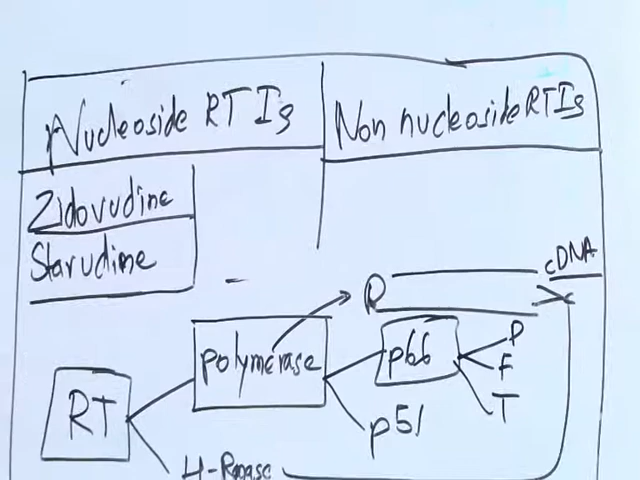 Nucleoside RTIs
Non nucleoside RTIs
Zidovudine
Stavudine
cDNA
R
polymerase
p66
P
F
T
RT
p51
H-Rnase